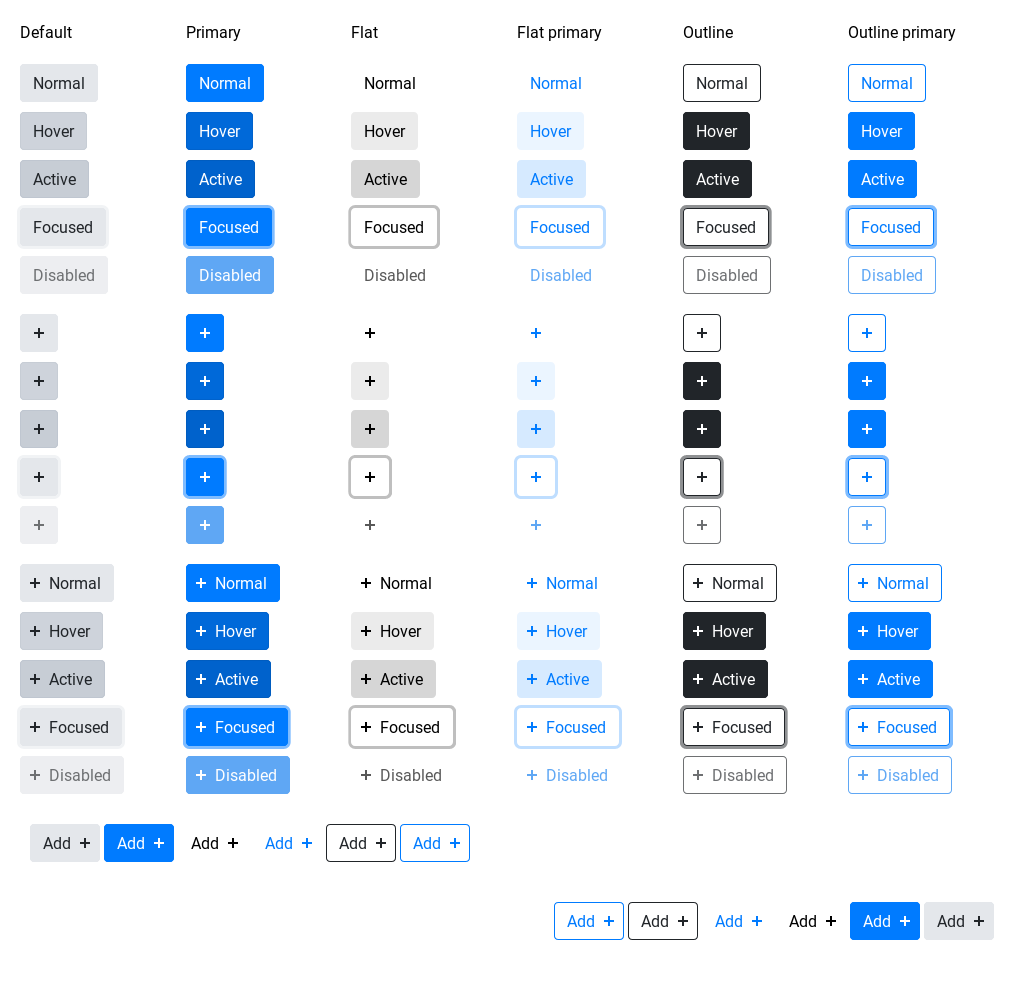 Default Primary Flat Flat primary Outline Outline primary
Normal Normal Normal Normal Normal Normal
Hover Hover Hover Hover Hover Hover
Active Active Active Active Active Active
Focused Focused Focused Focused Focused Focused
Disabled Disabled Disabled Disabled Disabled Disabled
+ + + + + +
+ + + + + +
+ + + + + +
+ + + + + +
+ + + + + +
+ Normal + Normal + Normal + Normal + Normal + Normal
+ Hover + Hover + Hover + Hover + Hover + Hover
+ Active + Active + Active + Active + Active + Active
+ Focused + Focused + Focused + Focused + Focused + Focused
+ Disabled + Disabled + Disabled + Disabled + Disabled + Disabled
Add + Add + Add + Add + Add + Add +
Add + Add + Add + Add + Add + Add +